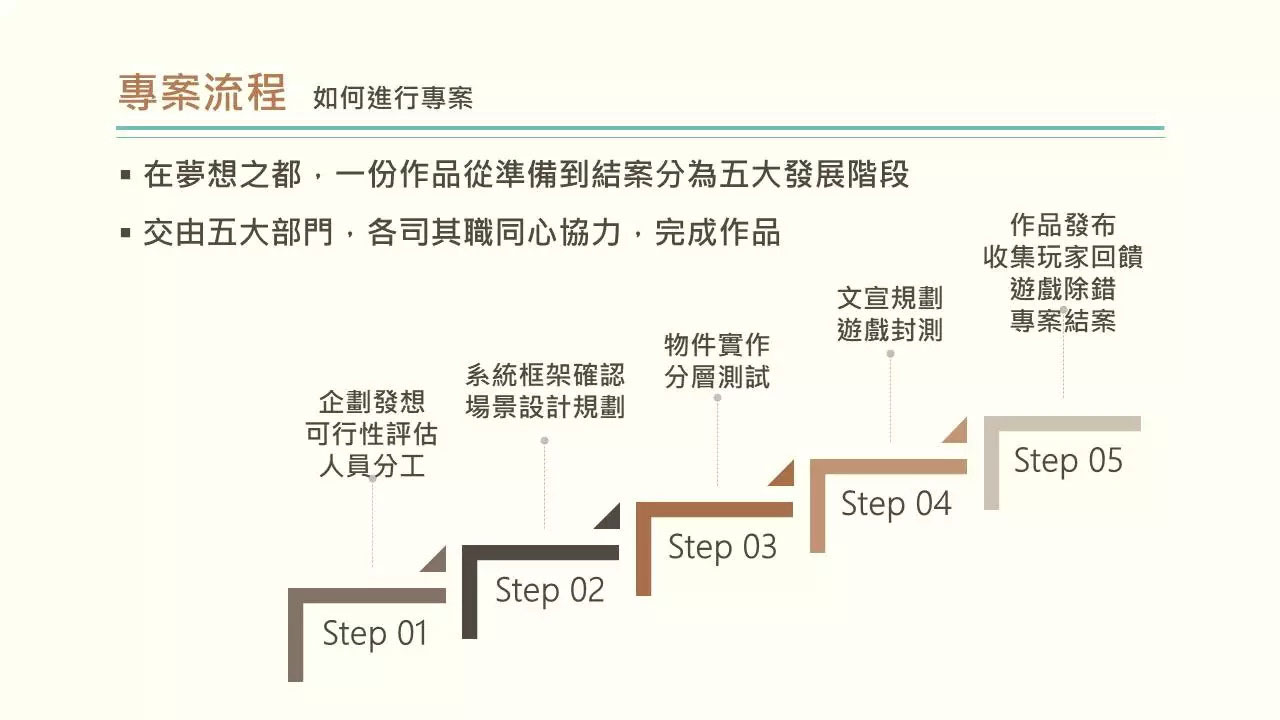 專案流程 如何進行專案
▪ 在夢想之都，一份作品從準備到結案分為五大發展階段
▪ 交由五大部門，各司其職同心協力，完成作品
企劃發想
可行性評估
人員分工
Step 01
系統框架確認
場景設計規劃
Step 02
物件實作
分層測試
Step 03
文宣規劃
遊戲封測
Step 04
作品發布
收集玩家回饋
遊戲除錯
專案結案
Step 05